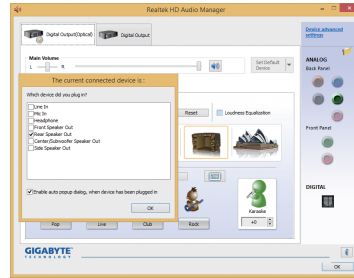 Realtek HD Audio Manager
Digital Output(Optical)
Digital Output
Device advanced
settings
Main Volume
L
R
Set Default
Device
ANALOG
Back Panel
The current connected device is :
Which device did you plug in?
Line In
Mic In
Headphone
Front Speaker Out
Rear Speaker Out
Center/Subwoofer Speaker Out
Side Speaker Out
Reset
Loudness Equalization
Front Panel
Enable auto popup dialog, when device has been plugged in
OK
DIGITAL
Karaoke
Pop
Live
Club
Rock
+0
GIGABYTE
TECHNOLOGY
OK